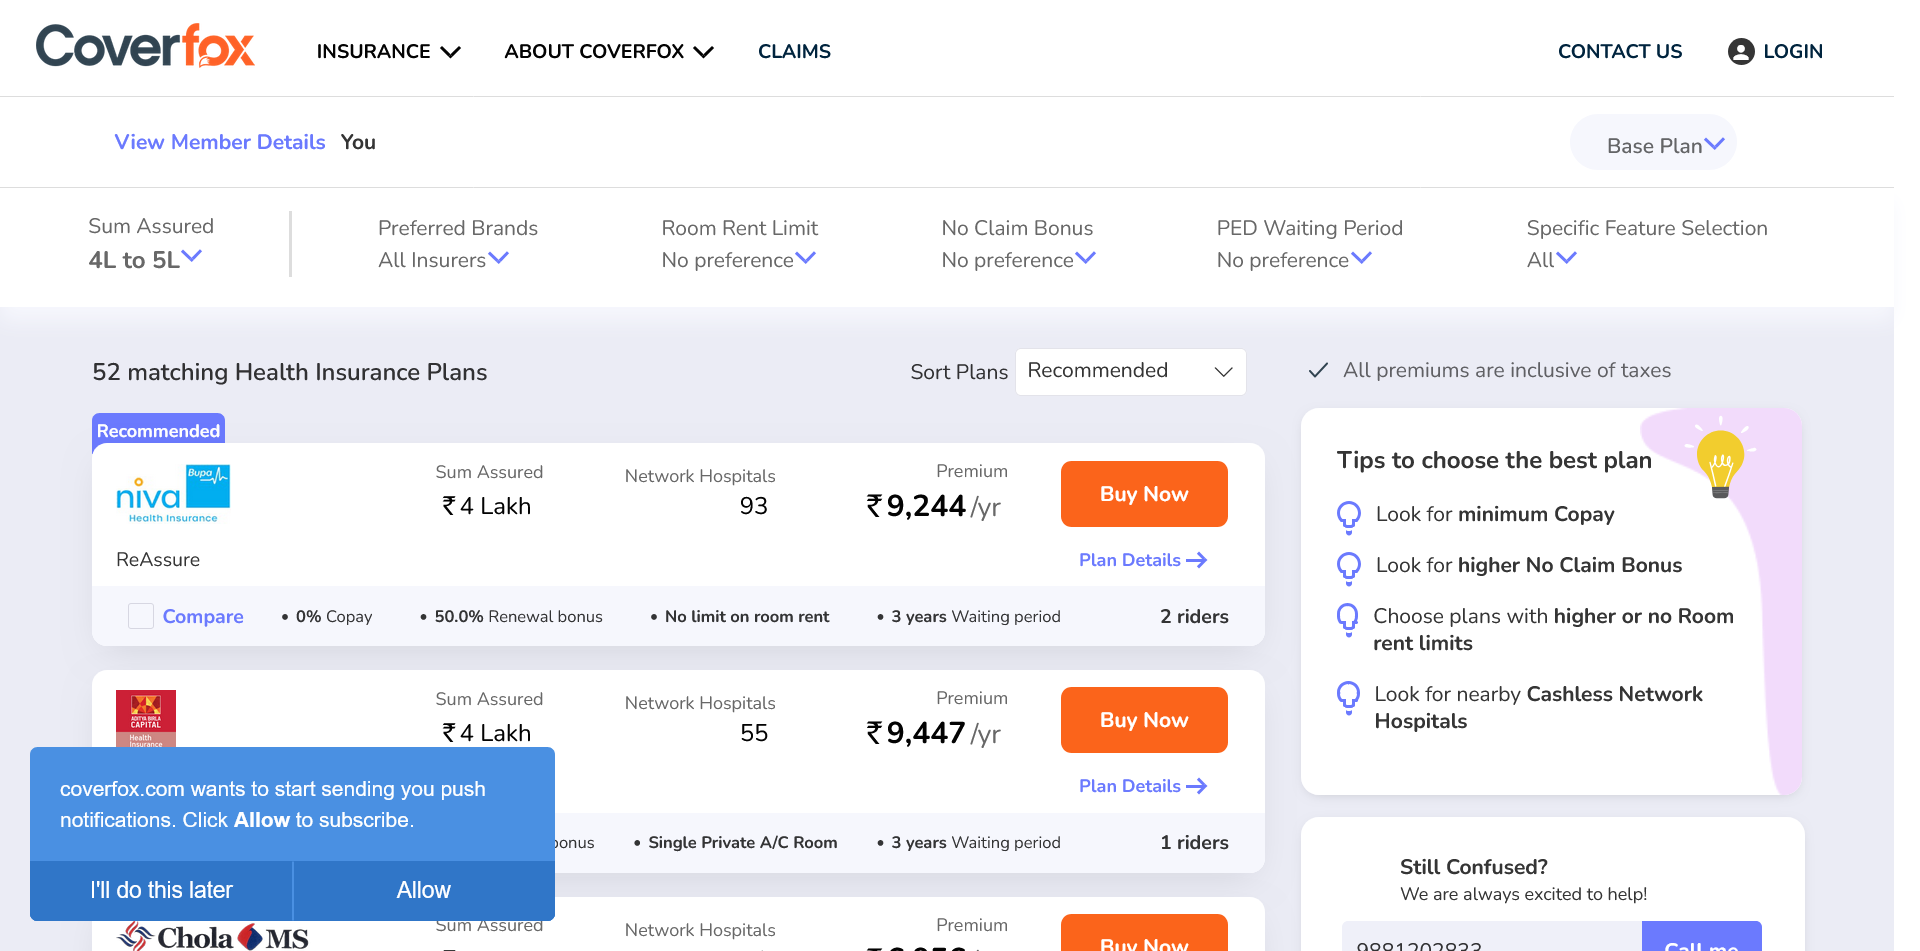 Coverfox
INSURANCE
ABOUT COVERFOX
CLAIMS
CONTACT US
LOGIN
View Member Details You
Base Plan
Sum Assured
4L to 5L
Preferred Brands
All Insurers
Room Rent Limit
No preference
No Claim Bonus
No preference
PED Waiting Period
No preference
Specific Feature Selection
All
52 matching Health Insurance Plans
Sort Plans Recommended
All premiums are inclusive of taxes
Recommended
niva Bupa
Health Insurance
ReAssure
Sum Assured
₹ 4 Lakh
Network Hospitals
93
Premium
₹ 9,244 /yr
Buy Now
Plan Details
Compare
• 0% Copay
• 50.0% Renewal bonus
• No limit on room rent
• 3 years Waiting period
2 riders
ADITYA BIRLA
CAPITAL
Health
Insurance
Sum Assured
₹ 4 Lakh
Network Hospitals
55
Premium
₹ 9,447 /yr
Buy Now
Plan Details
bonus
• Single Private A/C Room
• 3 years Waiting period
1 riders
Chola MS
Sum Assured
Network Hospitals
Premium
Buy Now
Tips to choose the best plan
Look for minimum Copay
Look for higher No Claim Bonus
Choose plans with higher or no Room
rent limits
Look for nearby Cashless Network
Hospitals
Still Confused?
We are always excited to help!
9881202833
Call me
coverfox.com wants to start sending you push
notifications. Click Allow to subscribe.
I'll do this later
Allow